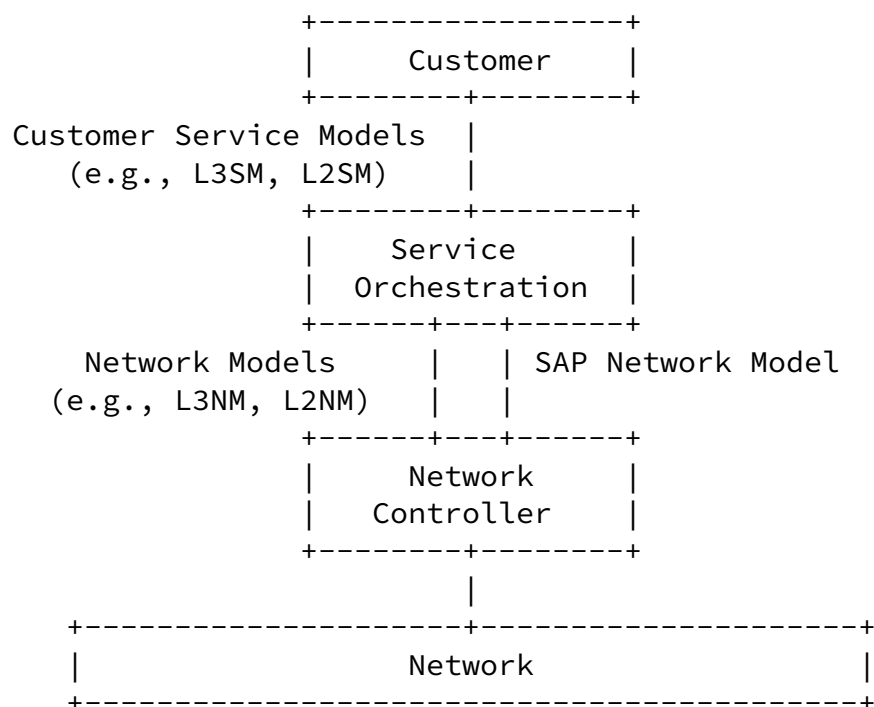 Customer
Customer Service Models
(e.g., L3SM, L2SM)
Service
Orchestration
Network Models
SAP Network Model
(e.g., L3NM, L2NM)
Network
Controller
Network